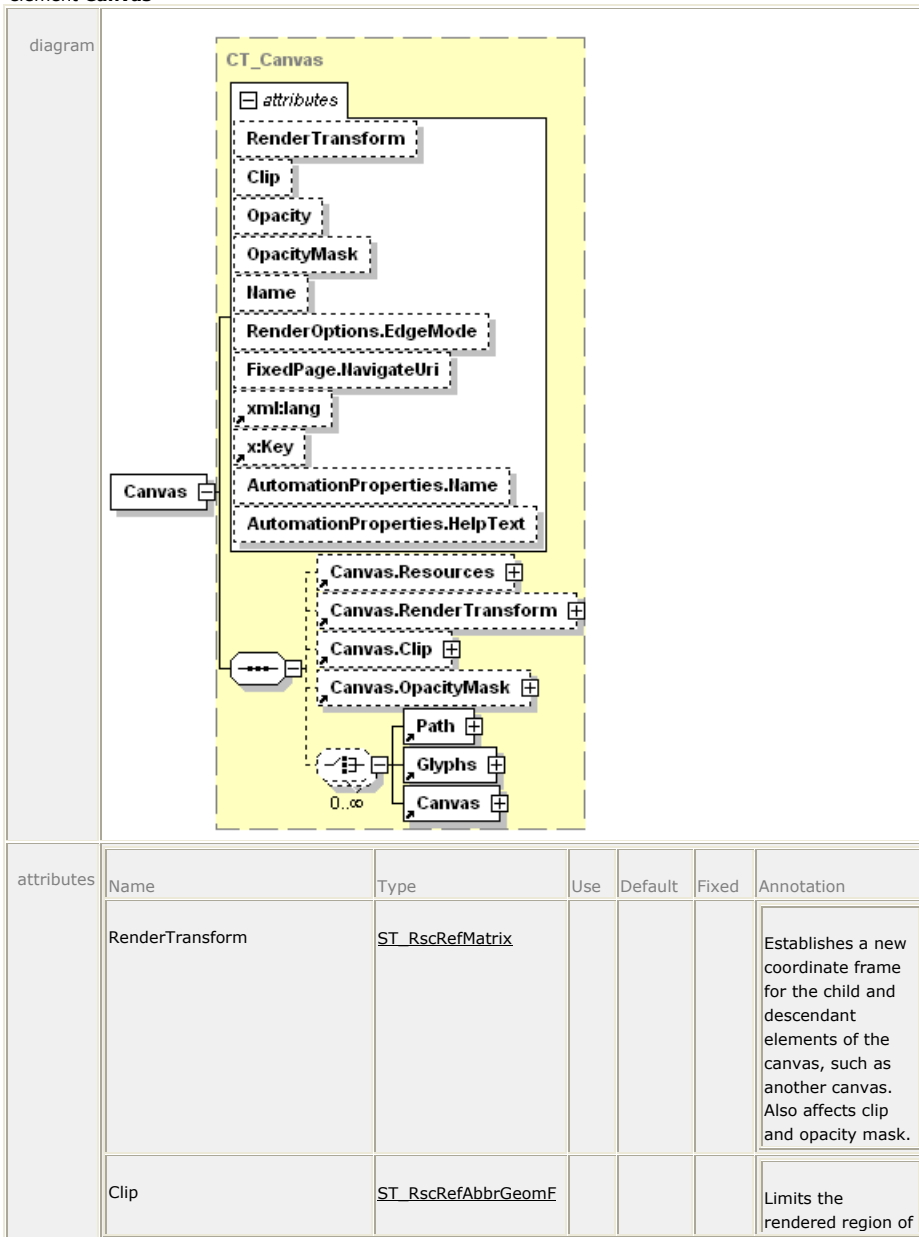 element Canvas
diagram
CT_Canvas
attributes
RenderTransform
Clip
Opacity
OpacityMask
Name
RenderOptions.EdgeMode
FixedPage.NavigateUri
xml:lang
x:Key
AutomationProperties.Name
AutomationProperties.HelpText
Canvas
Canvas.Resources
Canvas.RenderTransform
Canvas.Clip
Canvas.OpacityMask
Path
Glyphs
Canvas
0..∞
attributes
Name Type Use Default Fixed Annotation
RenderTransform ST_RscRefMatrix Establishes a new
coordinate frame
for the child and
descendant
elements of the
canvas, such as
another canvas.
Also affects clip
and opacity mask.
Clip ST_RscRefAbbrGeomF Limits the
rendered region of